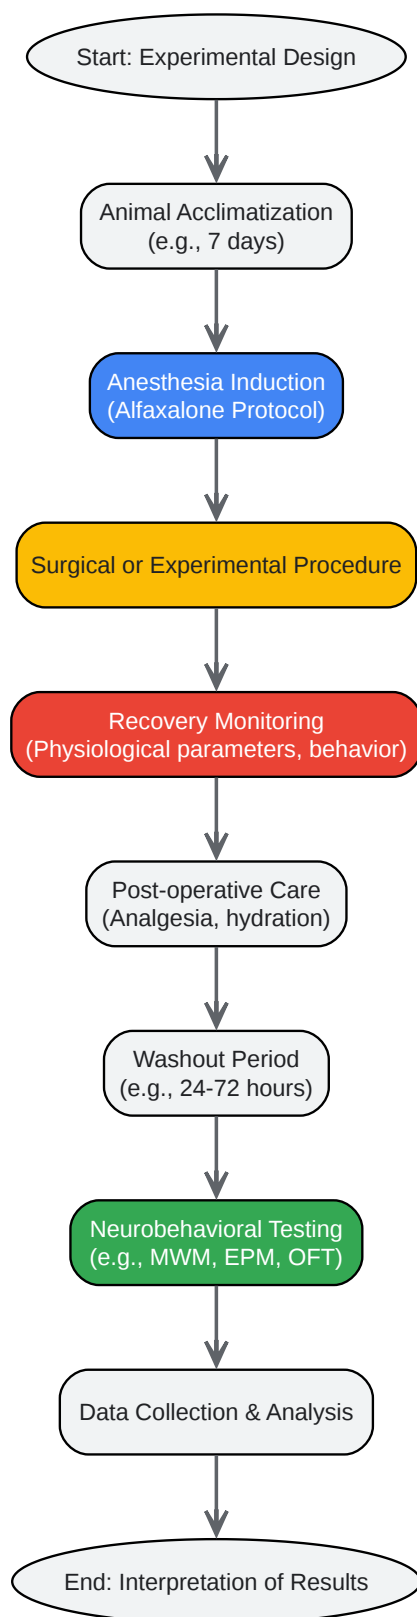 Start: Experimental Design
Animal Acclimatization
(e.g., 7 days)
Anesthesia Induction
(Alfaxalone Protocol)
Surgical or Experimental Procedure
Recovery Monitoring
(Physiological parameters, behavior)
Post-operative Care
(Analgesia, hydration)
Washout Period
(e.g., 24-72 hours)
Neurobehavioral Testing
(e.g., MWM, EPM, OFT)
Data Collection & Analysis
End: Interpretation of Results